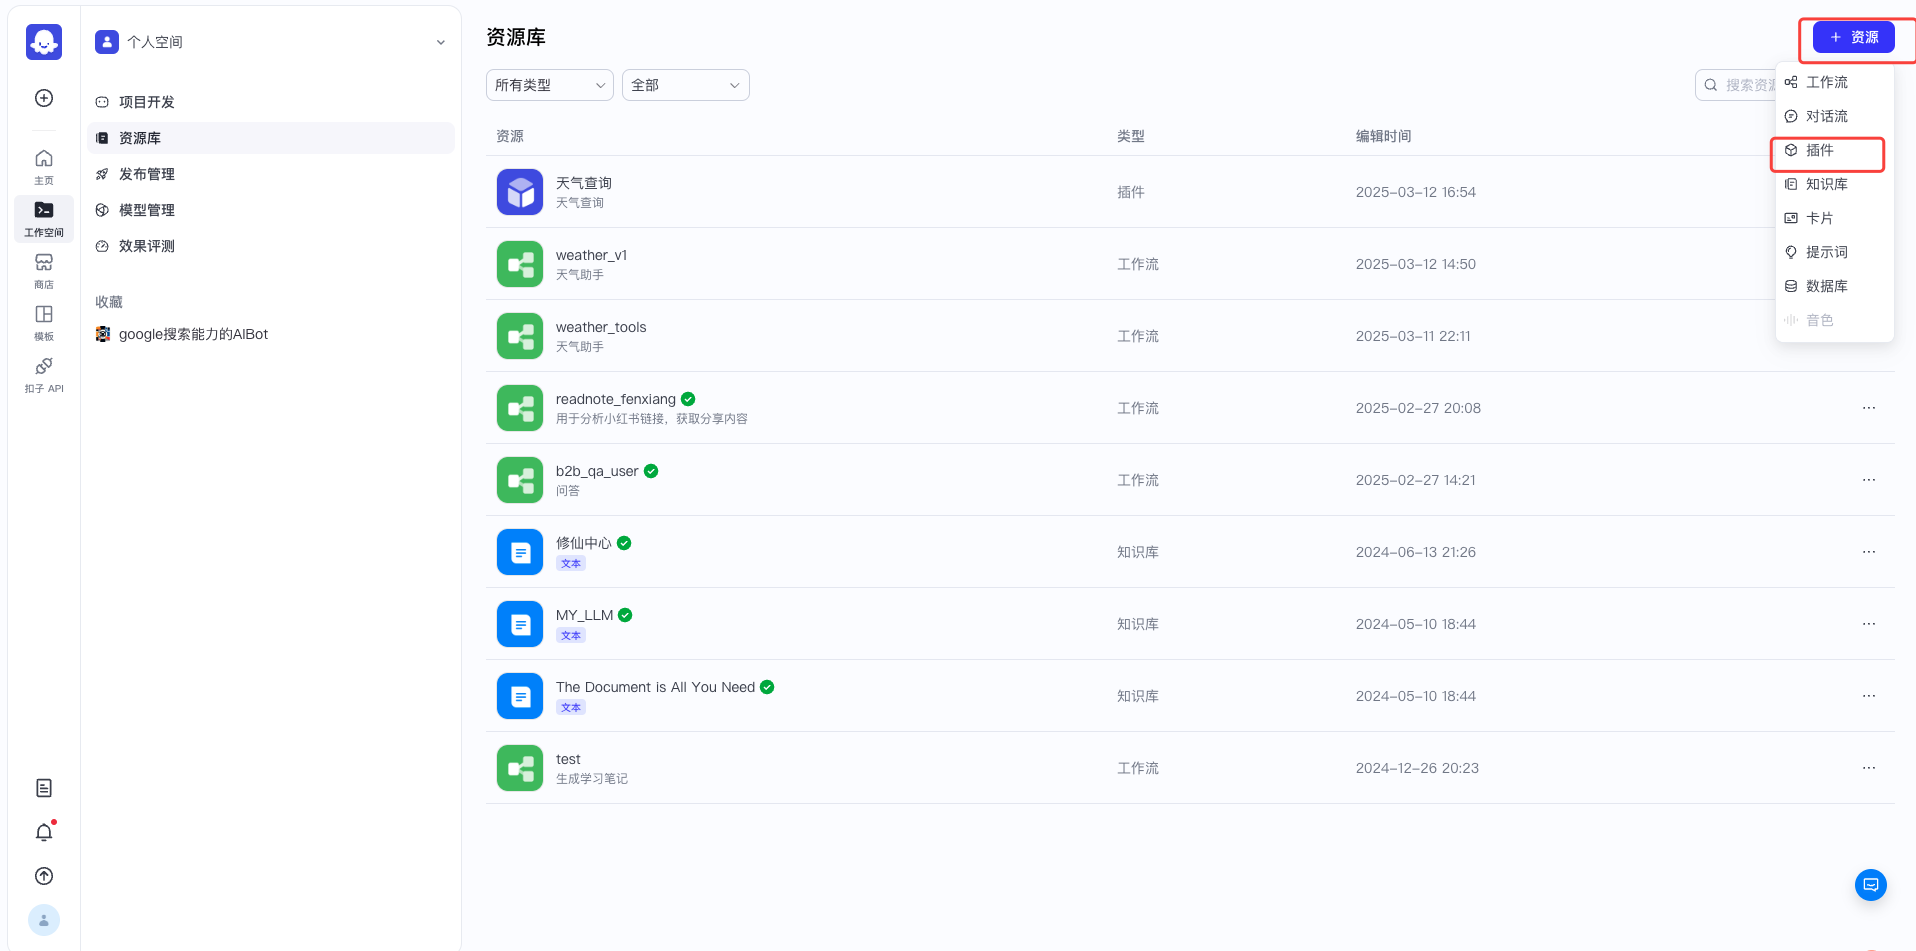 个人空间
项目开发
资源库
发布管理
模型管理
效果评测
收藏
google搜索能力的AIBot
主页
工作空间
商店
模板
扣子 API
资源库
资源
所有类型
全部
搜索资源
工作流
对话流
插件
知识库
卡片
提示词
数据库
音色
资源 类型 编辑时间
天气查询
天气查询
插件 2025-03-12 16:54
weather_v1
天气助手
工作流 2025-03-12 14:50
weather_tools
天气助手
工作流 2025-03-11 22:11
readnote_fenxiang
用于分析小红书链接，获取分享内容
工作流 2025-02-27 20:08
b2b_qa_user
问答
工作流 2025-02-27 14:21
修仙中心
文本
知识库 2024-06-13 21:26
MY_LLM
文本
知识库 2024-05-10 18:44
The Document is All You Need
文本
知识库 2024-05-10 18:44
test
生成学习笔记
工作流 2024-12-26 20:23